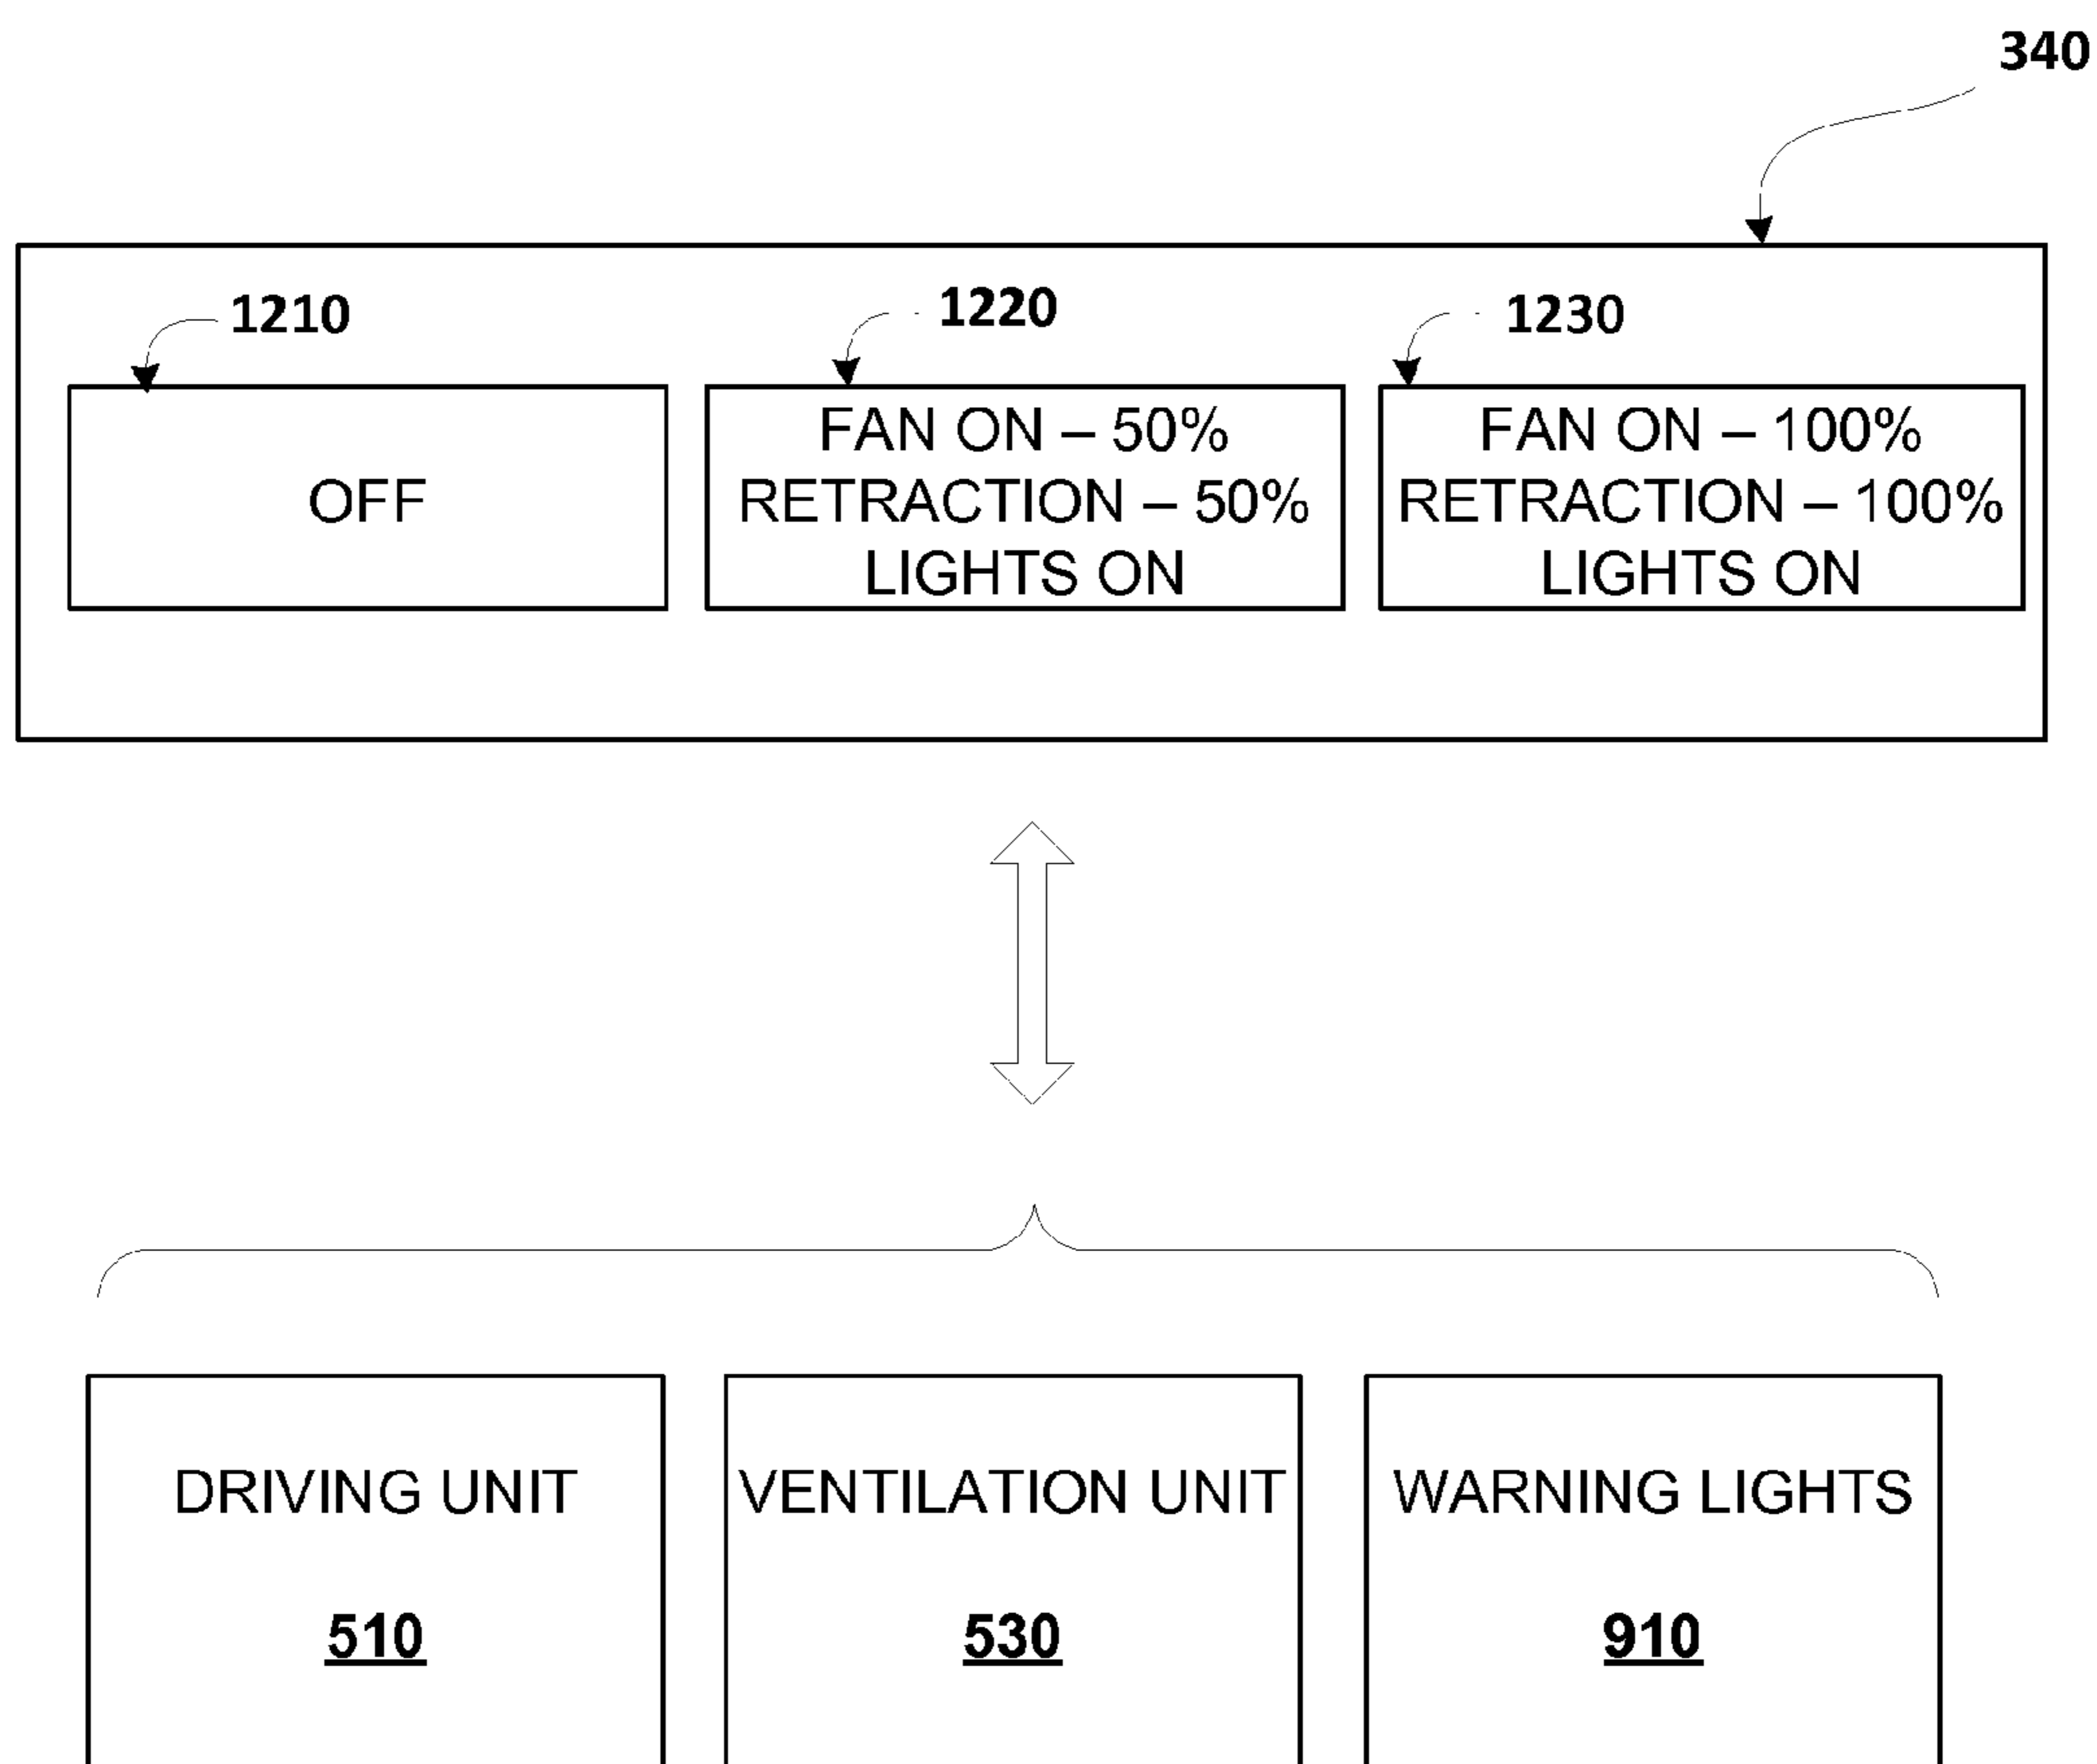 340
1210
1220
1230
OFF
FAN ON – 50%
RETRACTION – 50%
LIGHTS ON
FAN ON – 100%
RETRACTION – 100%
LIGHTS ON
DRIVING UNIT
510
VENTILATION UNIT
530
WARNING LIGHTS
910